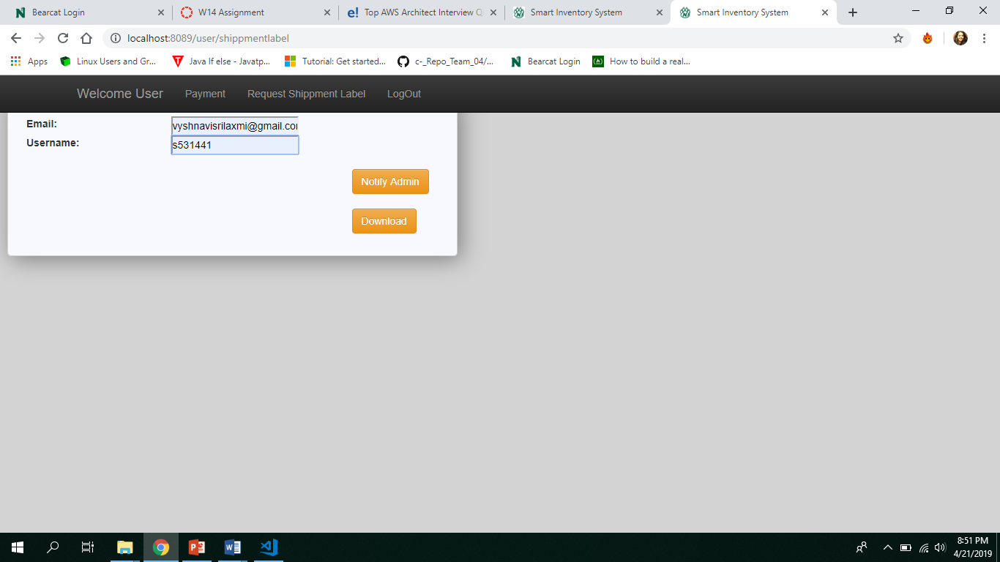 Bearcat Login
W14 Assignment
Top AWS Architect Interview Q
Smart Inventory System
Smart Inventory System
localhost:8089/user/shippmentlabel
Apps
Linux Users and Gr...
Java If else - Javatp...
Tutorial: Get started...
c-_Repo_Team_04/...
Bearcat Login
How to build a real...
Welcome User
Payment
Request Shippment Label
LogOut
Email:
vyshnavisrilaxmi@gmail.co
Username:
s531441
Notify Admin
Download
8:51 PM
4/21/2019